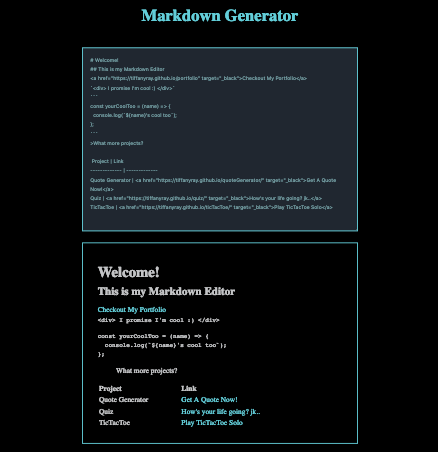 Markdown Generator
# Welcome!
## This is my Markdown Editor
<a href="https://tiffanyray.github.io/portfolio" target="_black">Checkout My Portfolio</a>
`<div> I promise I'm cool :) </div>`
```
const yourCoolToo = (name) => {
  console.log(`${name}'s cool too`);
};
```
>What more projects?
Project | Link
------------- | -------------
Quote Generator | <a href="https://tiffanyray.github.io/quoteGenerator/" target="_black">Get A Quote
Now!</a>
Quiz | <a href="https://tiffanyray.github.io/quiz/" target="_black">How's your life going? jk..</a>
TicTacToe | <a href="https://tiffanyray.github.io/ticTacToe/" target="_black">Play TicTacToe Solo</a>
Welcome!
This is my Markdown Editor
Checkout My Portfolio
<div> I promise I'm cool :) </div>
const yourCoolToo = (name) => {
  console.log(`${name}'s cool too`);
};
What more projects?
Project Link
Quote Generator Get A Quote Now!
Quiz How's your life going? jk..
TicTacToe Play TicTacToe Solo